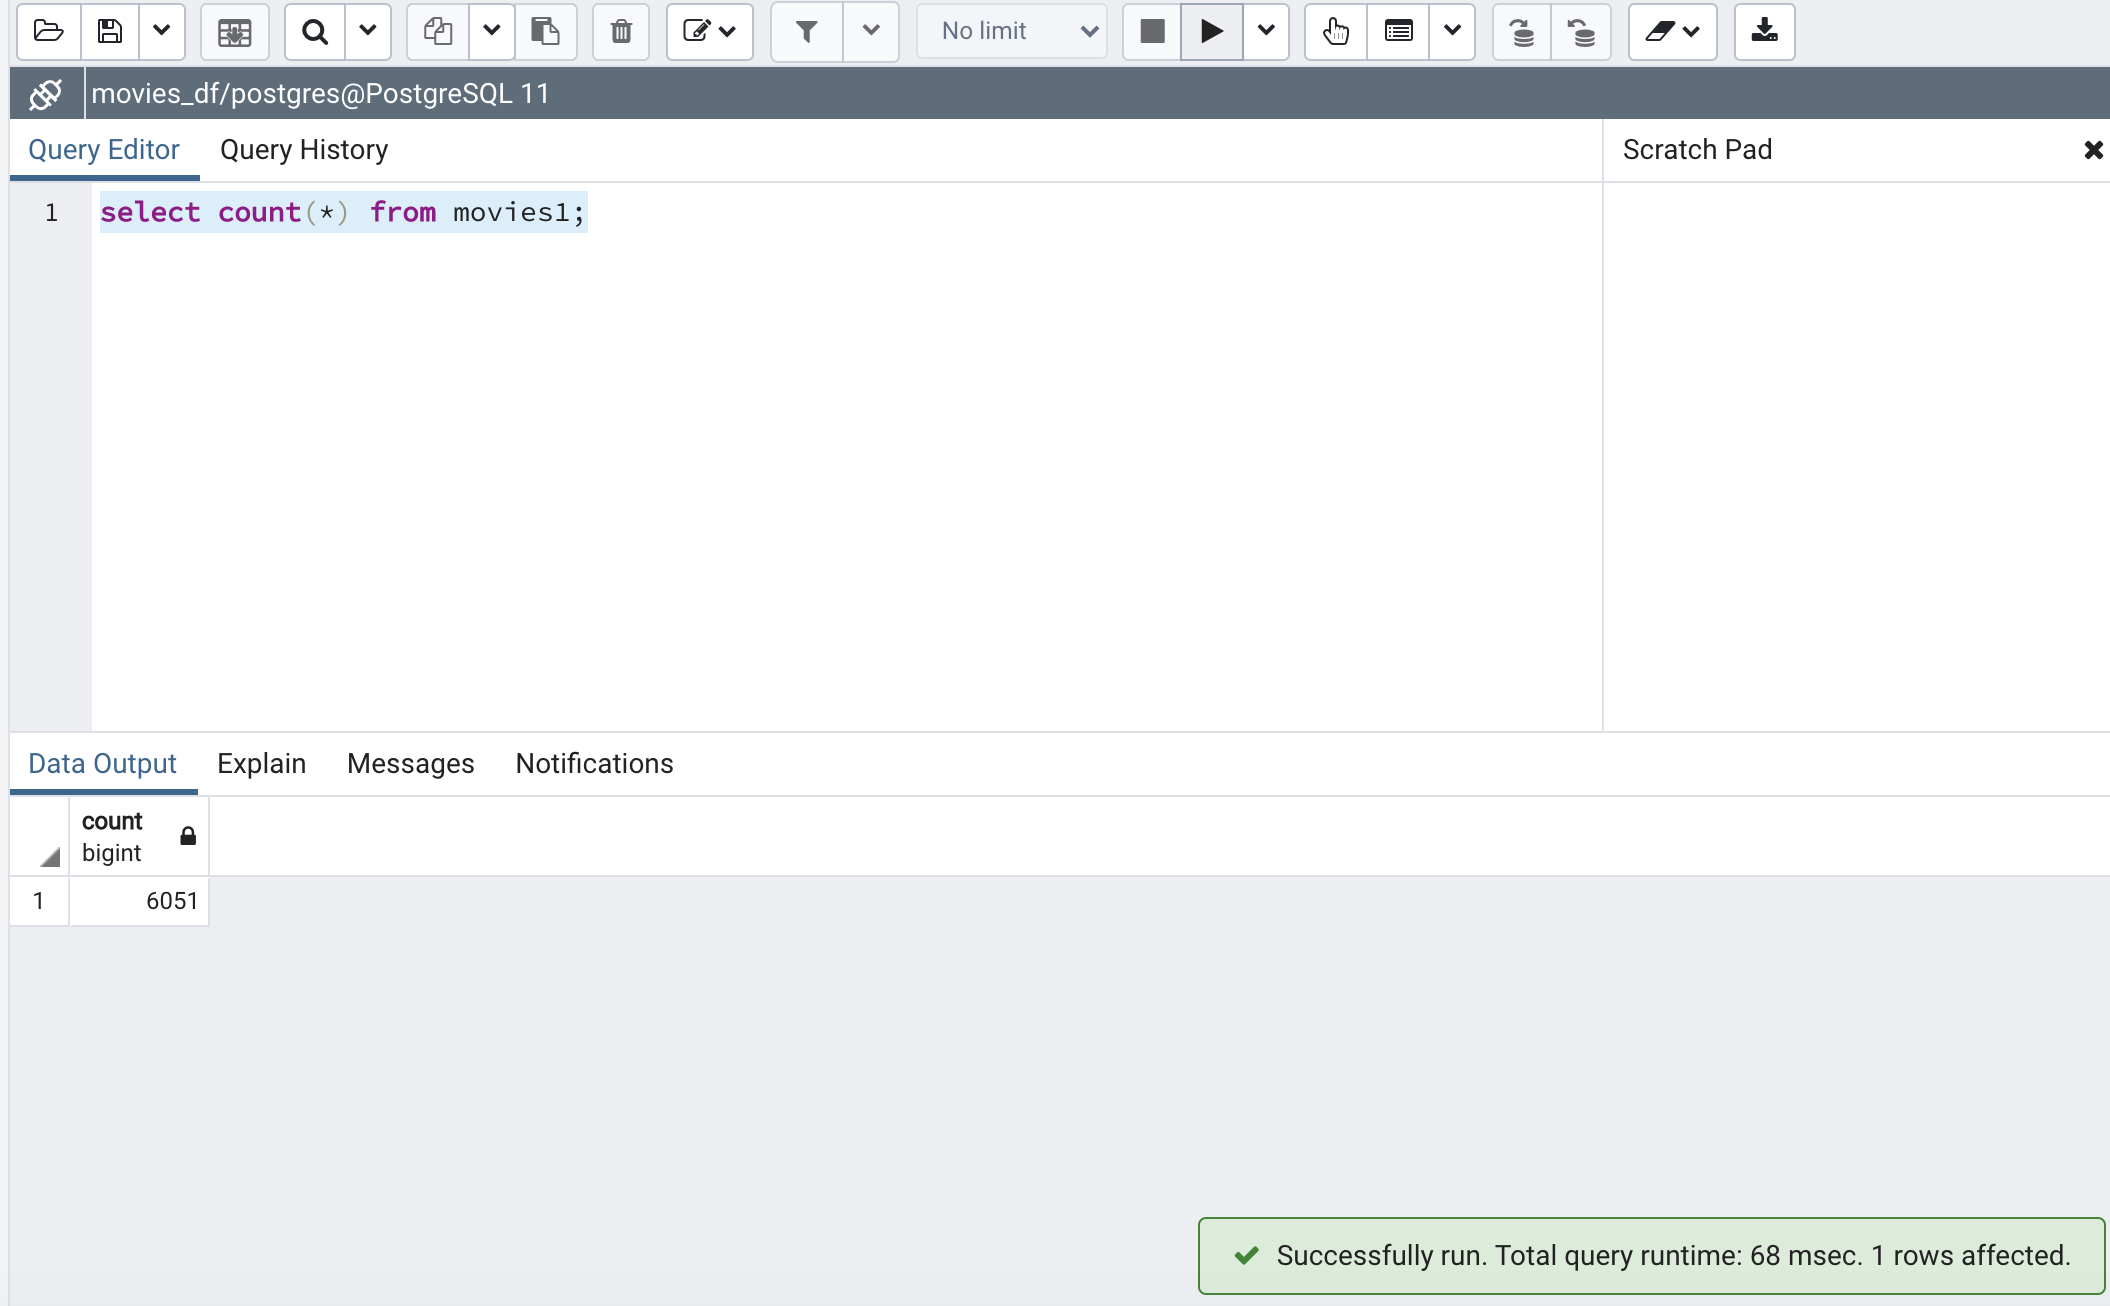 No limit
movies_df/postgres@PostgreSQL 11
Query Editor Query History Scratch Pad
1 select count(*) from movies1;
Data Output Explain Messages Notifications
count
bigint
1 6051
Successfully run. Total query runtime: 68 msec. 1 rows affected.